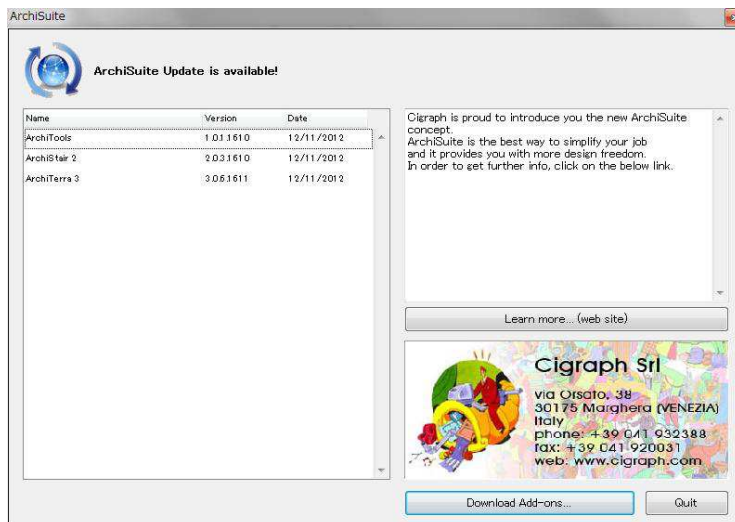 ArchiSuite
ArchiSuite Update is available!
Name Version Date
ArchiTools 1.0.1.1610 12/11/2012
ArchiStair 2 2.0.3.1610 12/11/2012
ArchiTerra 3 3.0.6.1611 12/11/2012
Cigraph is proud to introduce you the new ArchiSuite
concept.
ArchiSuite is the best way to simplify your job
and it provides you with more design freedom.
In order to get further info, click on the below link.
Learn more... (web site)
Cigraph Srl
via Orsato, 38
30175 Marghera (VENEZIA)
Italy
phone: +39 041 932388
fax: +39 041 920031
web: www.cigraph.com
Download Add-ons...
Quit